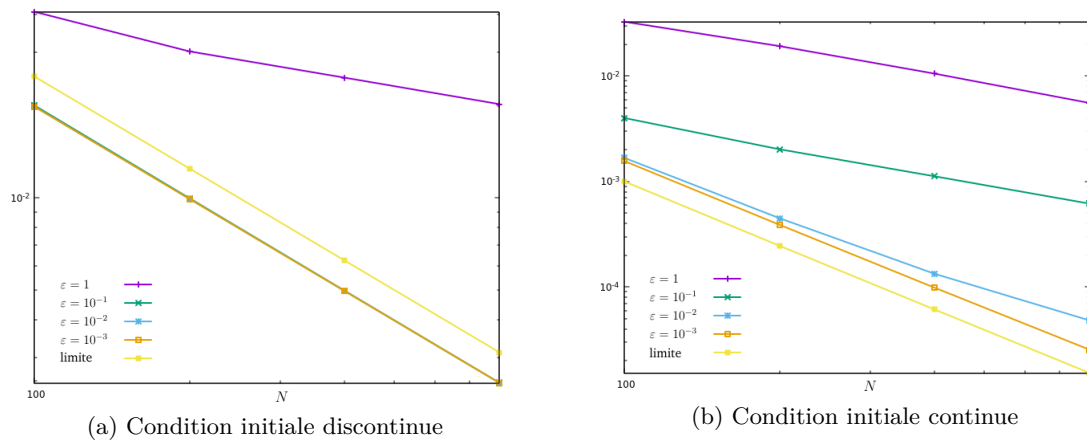 10⁻²
ε = 1
ε = 10⁻¹
ε = 10⁻²
ε = 10⁻³
limite
100
N
(a) Condition initiale discontinue
10⁻²
10⁻³
10⁻⁴
ε = 1
ε = 10⁻¹
ε = 10⁻²
ε = 10⁻³
limite
100
N
(b) Condition initiale continue